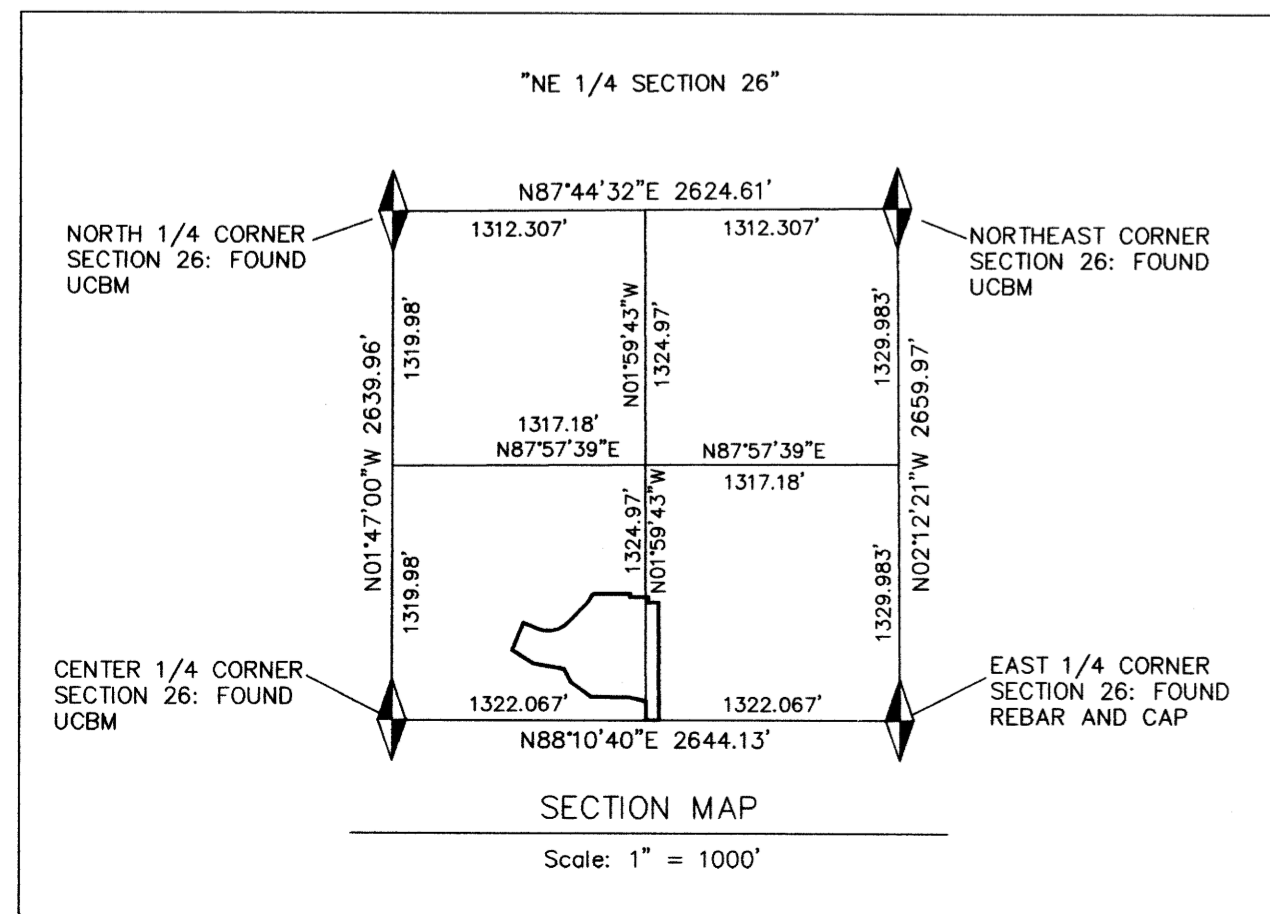 "NE 1/4 SECTION 26"
N87°44'32"E 2624.61'
1312.307'
1312.307'
NORTH 1/4 CORNER
SECTION 26: FOUND
UCBM
NORTHEAST CORNER
SECTION 26: FOUND
UCBM
N01°47'00"W 2639.96'
1319.98'
N01°59'43"W
1324.97'
1329.983'
N02°12'21"W 2659.97'
1317.18'
N87°57'39"E
N87°57'39"E
1317.18'
1319.98'
1324.97'
N01°59'43"W
1329.983'
CENTER 1/4 CORNER
SECTION 26: FOUND
UCBM
EAST 1/4 CORNER
SECTION 26: FOUND
REBAR AND CAP
1322.067'
1322.067'
N88°10'40"E 2644.13'
SECTION MAP
Scale: 1" = 1000'